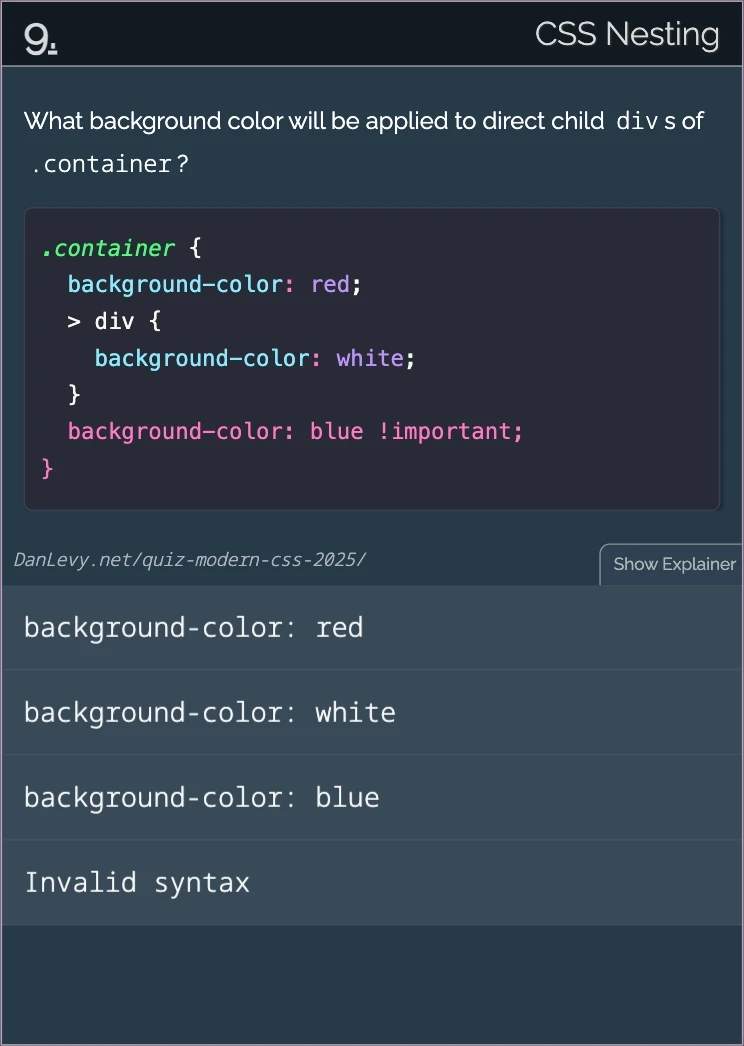 9.
CSS Nesting
What background color will be applied to direct child div s of
.container?
.container {
  background-color: red;
  > div {
    background-color: white;
  }
  background-color: blue !important;
}
DanLevy.net/quiz-modern-css-2025/
Show Explainer
background-color: red
background-color: white
background-color: blue
Invalid syntax